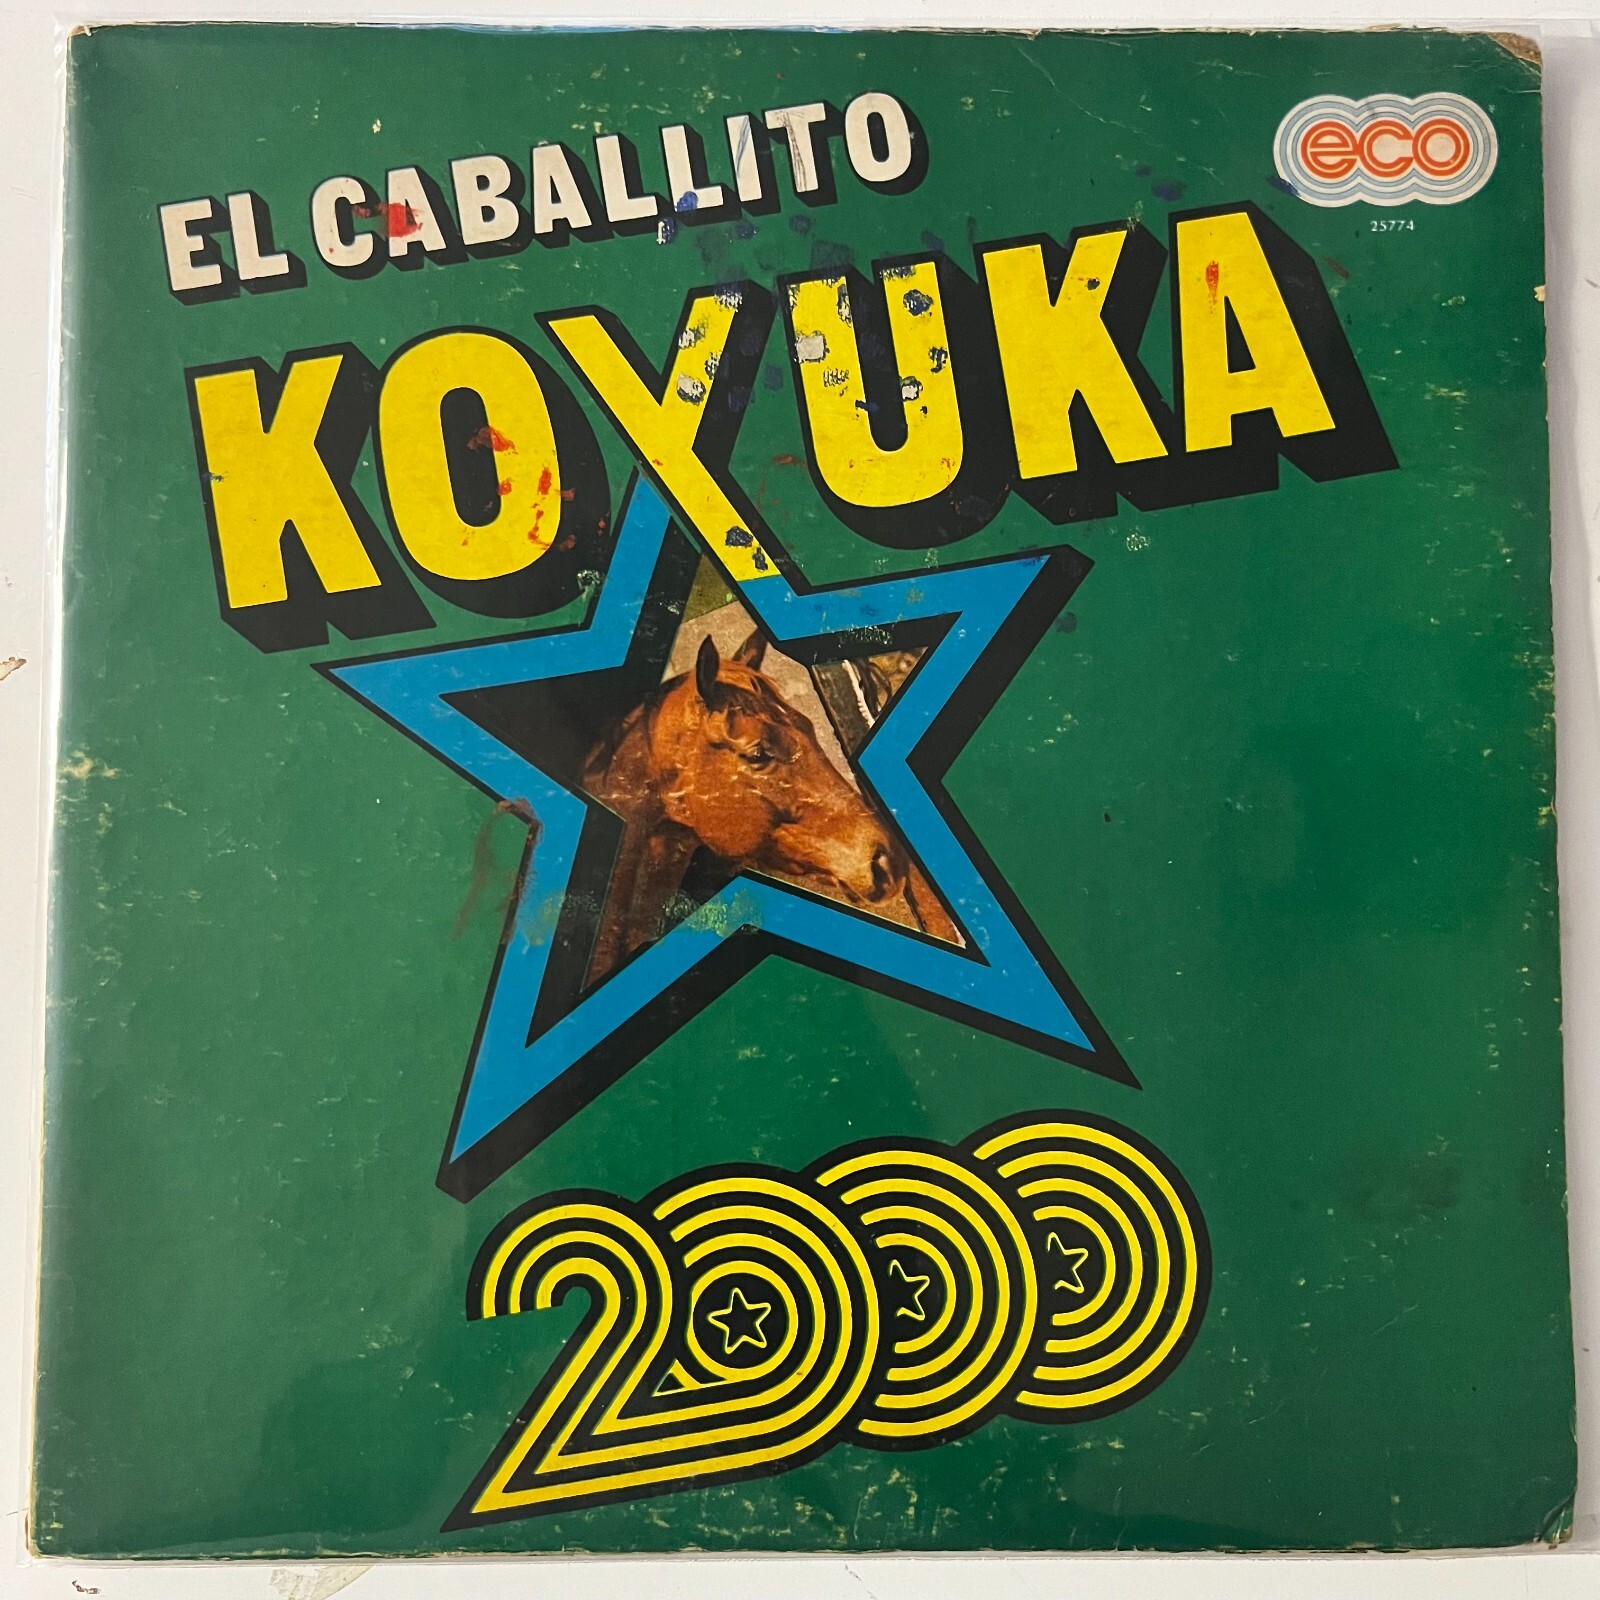 EL CABALLITO
eco
25774
KOYUKA
2000